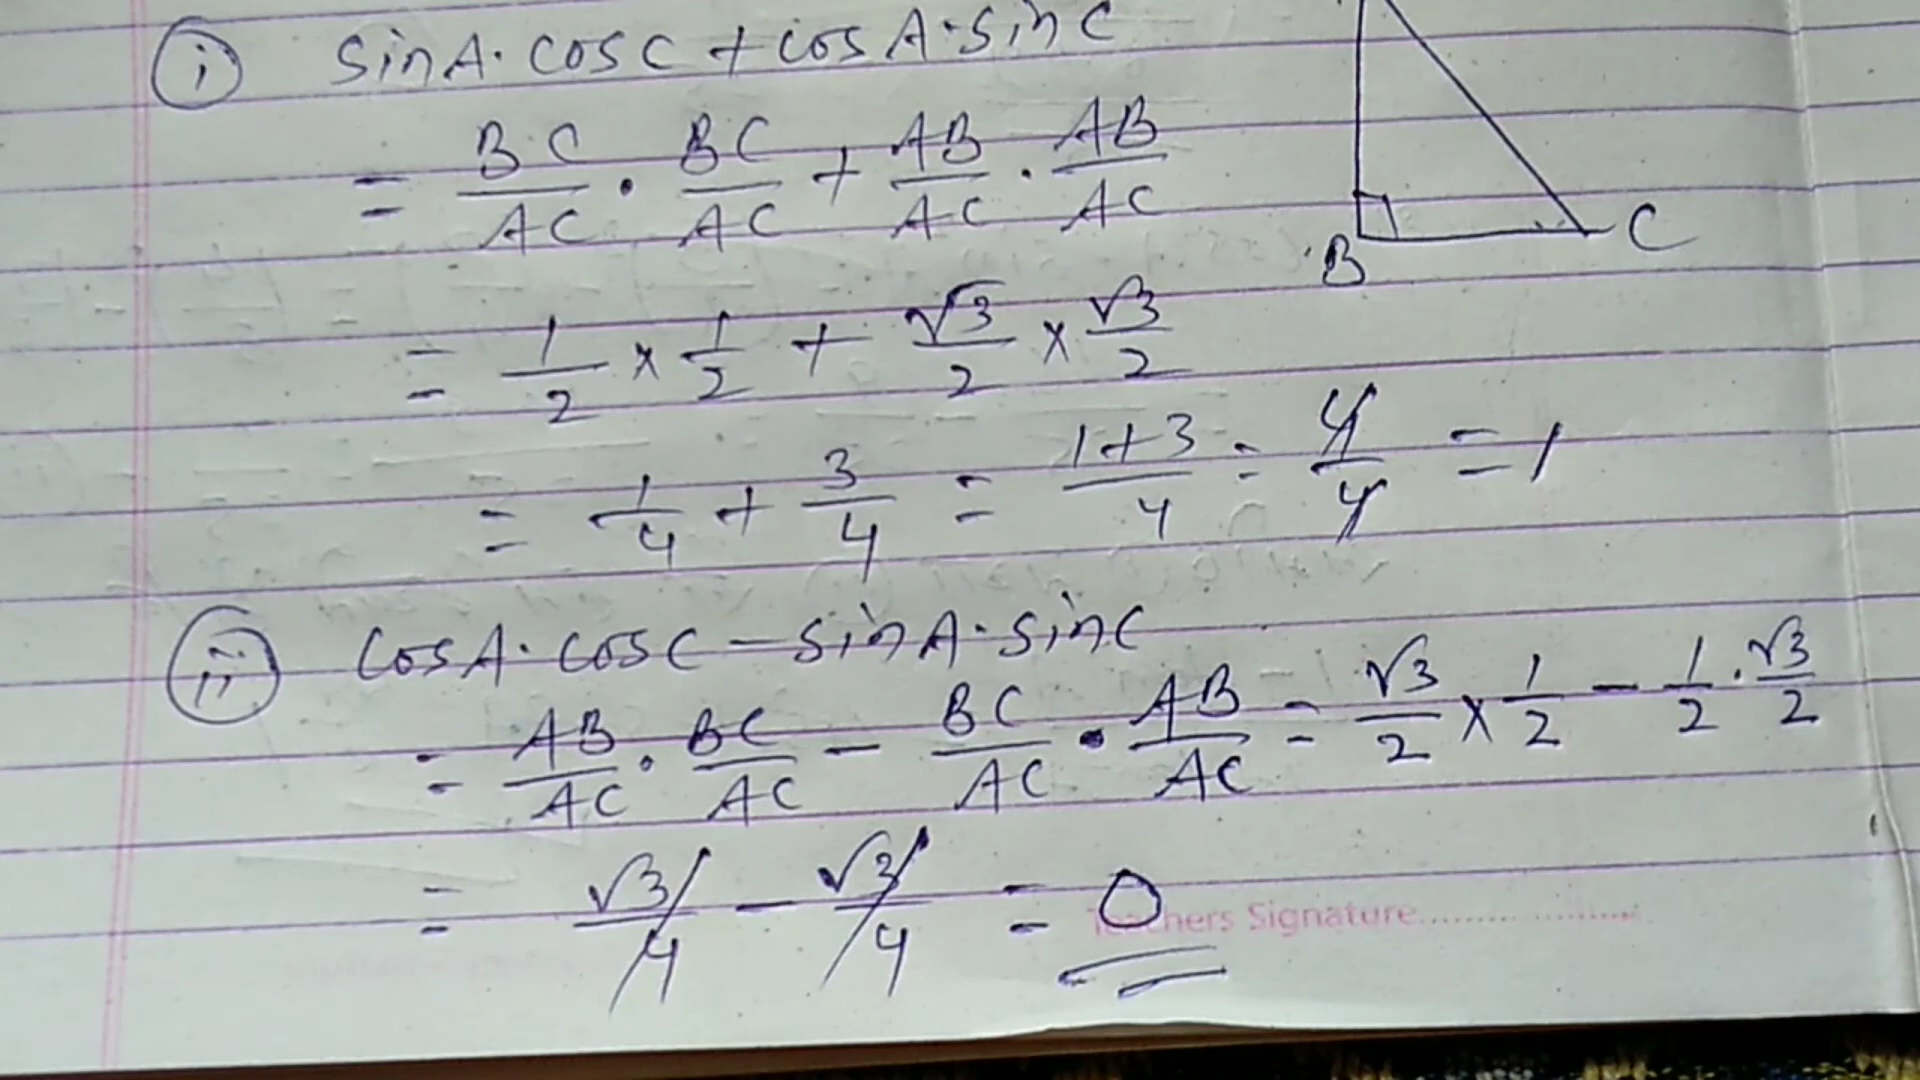 i sinA. cosC + cosA.sinC
= BC/AC . BC/AC + AB/AC . AB/AC
B C
= 1/2 x 1/2 + √3/2 x √3/2
= 1/4 + 3/4 = 1+3/4 = 4/4 = 1
ii cosA. cosC - sinA. sinC
= AB/AC . BC/AC - BC/AC . AB/AC = √3/2 x 1/2 - 1/2 . √3/2
= √3/4 - √3/4 = 0
Teachers Signature....................